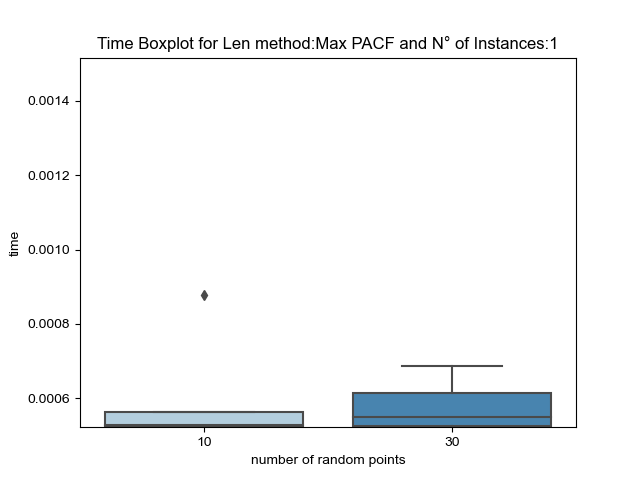 Time Boxplot for Len method:Max PACF and N° of Instances:1
time
0.0014
0.0012
0.0010
0.0008
0.0006
10 30
number of random points